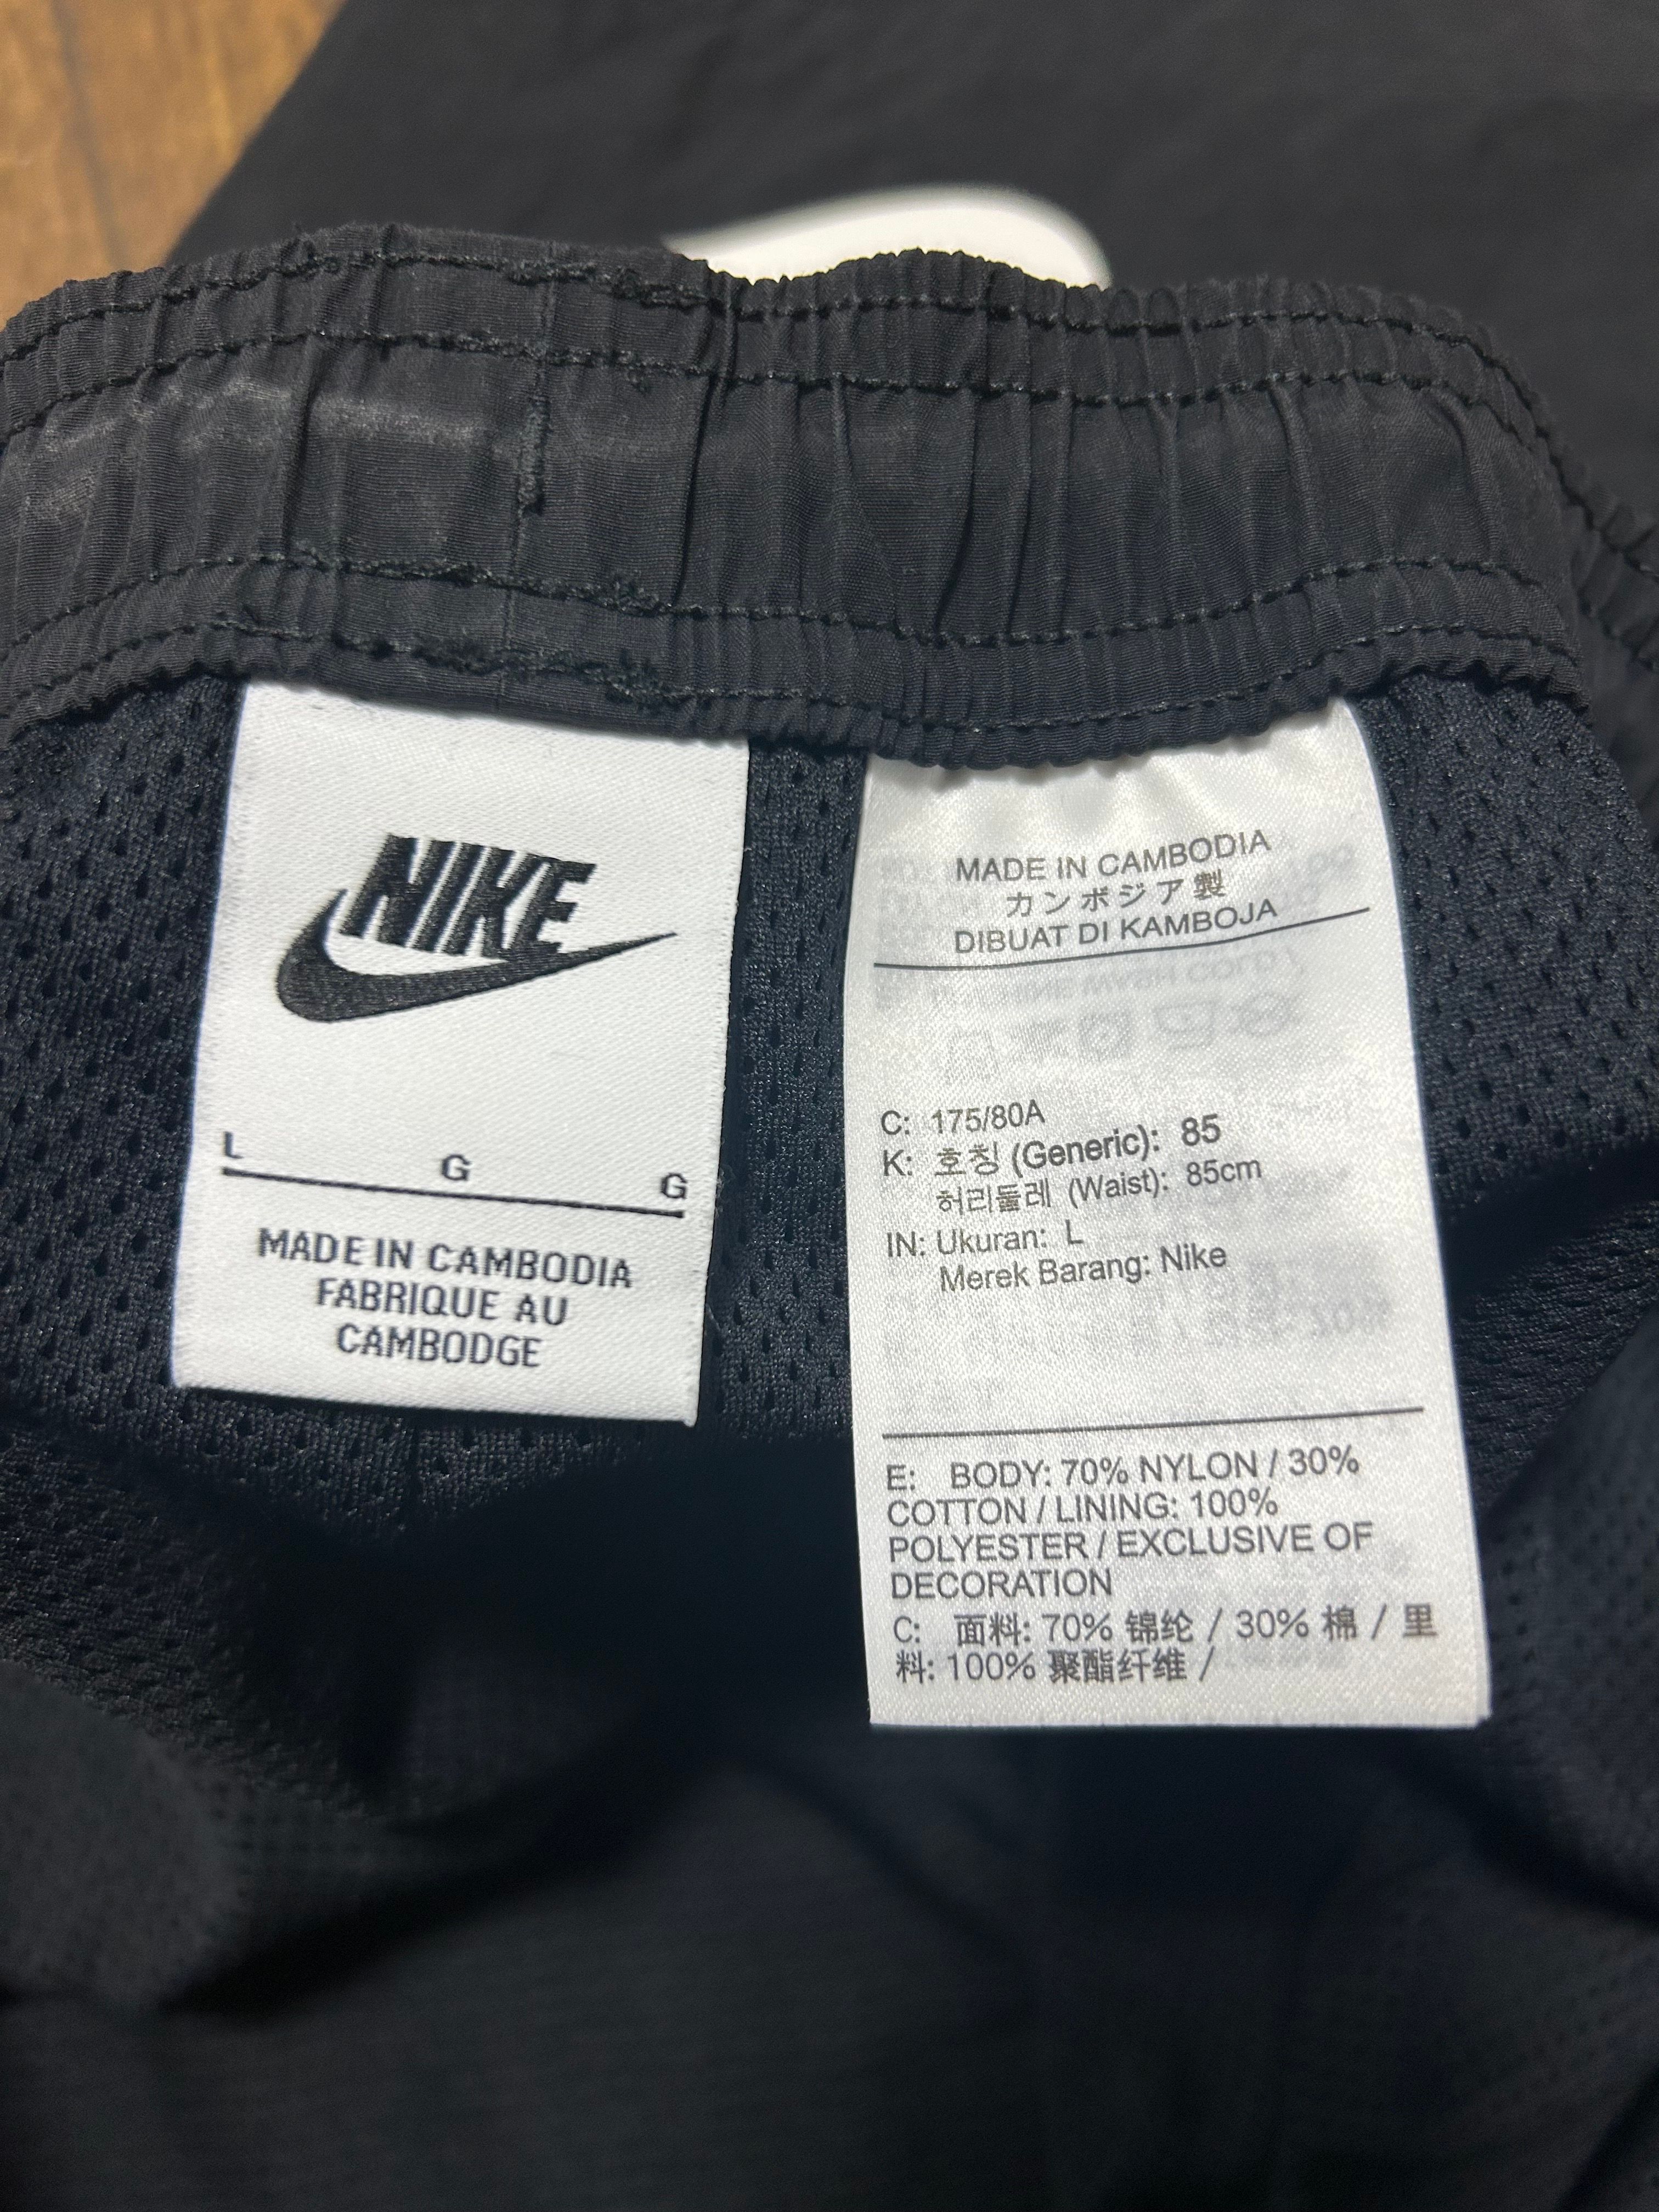 NIKE
L
G
G
MADE IN CAMBODIA
FABRIQUE AU
CAMBODGE
MADE IN CAMBODIA
カンボジア製
DIBUAT DI KAMBOJA
C: 175/80A
K: 호칭 (Generic): 85
허리둘레 (Waist): 85cm
IN: Ukuran: L
Merek Barang: Nike
E: BODY: 70% NYLON / 30%
COTTON / LINING: 100%
POLYESTER / EXCLUSIVE OF
DECORATION
C: 面料: 70% 锦纶 / 30% 棉 / 里
料: 100% 聚酯纤维 /